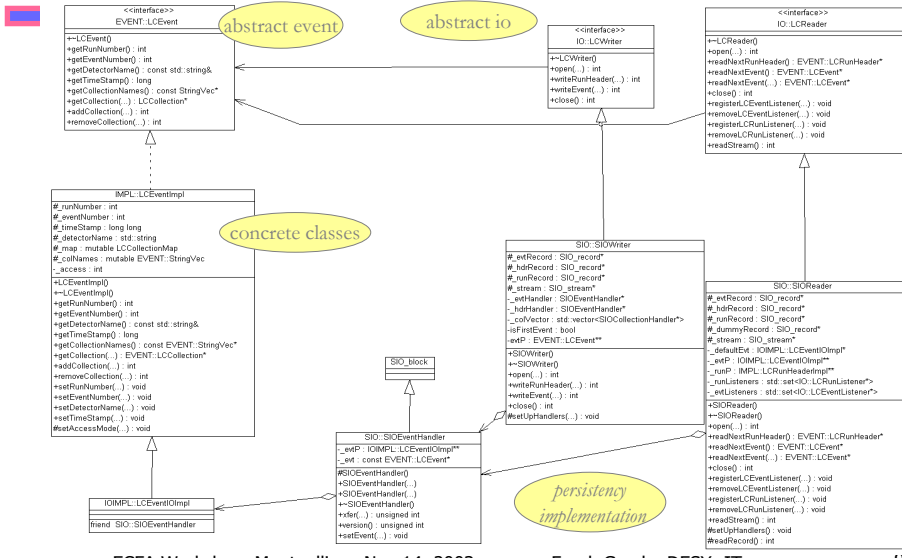 <<interface>>
EVENT::LCEvent
+~LCEvent()
+getRunNumber() : int
+getEventNumber() : int
+getDetectorName() : const std::string&
+getTimeStamp() : long
+getCollectionNames() : const StringVec*
+getCollection(...) : LCCollection*
+addCollection(...) : int
+removeCollection(...) : int
abstract event
abstract io
<<interface>>
IO::LCWriter
+~LCWriter()
+open(...) : int
+writeRunHeader(...) : int
+writeEvent(...) : int
+close() : int
<<interface>>
IO::LCReader
+~LCReader()
+open(...) : int
+readNextRunHeader() : EVENT::LCRunHeader*
+readNextEvent() : EVENT::LCEvent*
+readNextEvent(...) : EVENT::LCEvent*
+close() : int
+registerLCEventListener(...) : void
+removeLCEventListener(...) : void
+registerLCRunListener(...) : void
+removeLCRunListener(...) : void
+readStream() : int
IMPL::LCEventImpl
#_runNumber : int
#_eventNumber : int
#_timeStamp : long long
#_detectorName : std::string
#_map : mutable LCCollectionMap
#_colNames : mutable EVENT::StringVec
-_access : int
+LCEventImpl()
+~LCEventImpl()
+getRunNumber() : int
+getEventNumber() : int
+getDetectorName() : const std::string&
+getTimeStamp() : long
+getCollectionNames() : const EVENT::StringVec*
+getCollection(...) : EVENT::LCCollection*
+addCollection(...) : int
+removeCollection(...) : int
+setRunNumber(...) : void
+setEventNumber(...) : void
+setDetectorName(...) : void
+setTimeStamp(...) : void
#setAccessMode(...) : void
concrete classes
SIO::SIOWriter
#_evtRecord : SIO_record*
#_hdrRecord : SIO_record*
#_runRecord : SIO_record*
#_stream : SIO_stream*
-_evtHandler : SIOEventHandler*
-_hdrHandler : SIOEventHandler*
-_colVector : std::vector<SIOCollectionHandler*>
-isFirstEvent : bool
-evtP : EVENT::LCEvent**
+SIOWriter()
+~SIOWriter()
+open(...) : int
+writeRunHeader(...) : int
+writeEvent(...) : int
+close() : int
#setUpHandlers(...) : void
SIO::SIOReader
#_evtRecord : SIO_record*
#_hdrRecord : SIO_record*
#_runRecord : SIO_record*
#_dummyRecord : SIO_record*
#_stream : SIO_stream*
-_defaultEvt : IOIMPL::LCEventIOImpl*
-_evtP : IOIMPL::LCEventIOImpl**
-_runP : IMPL::LCRunHeaderImpl**
-_runListeners : std::set<IO::LCRunListener*>
-_evtListeners : std::set<IO::LCEventListener*>
+SIOReader()
+~SIOReader()
+open(...) : int
+readNextRunHeader() : EVENT::LCRunHeader*
+readNextEvent() : EVENT::LCEvent*
+readNextEvent(...) : EVENT::LCEvent*
+close() : int
+registerLCEventListener(...) : void
+removeLCEventListener(...) : void
+registerLCRunListener(...) : void
+removeLCRunListener(...) : void
+readStream() : int
#setUpHandlers() : void
#readRecord() : int
SIO_block
SIO::SIOEventHandler
-_evtP : IOIMPL::LCEventIOImpl**
-_evt : const EVENT::LCEvent*
#SIOEventHandler()
+SIOEventHandler(...)
+SIOEventHandler(...)
+~SIOEventHandler()
+xfer(...) : unsigned int
+version() : unsigned int
+setEvent(...) : void
persistency
implementation
IOIMPL::LCEventIOImpl
friend SIO::SIOEventHandler